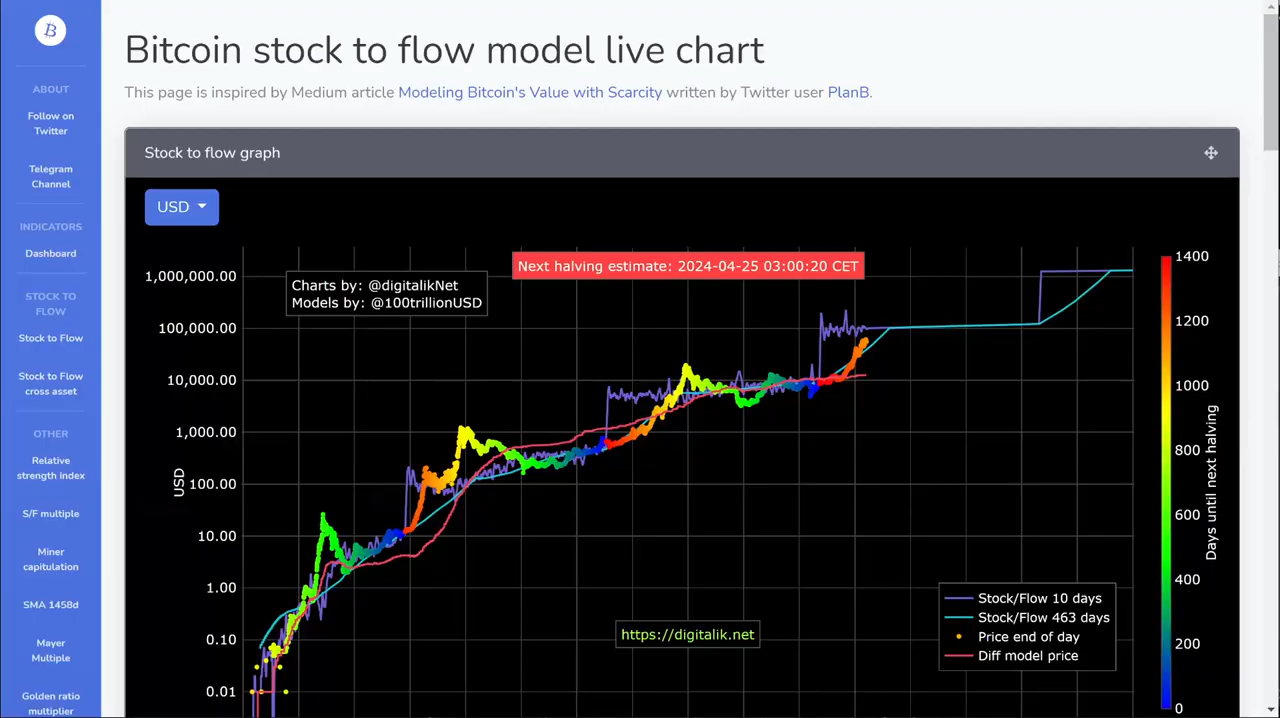 Bitcoin stock to flow model live chart
This page is inspired by Medium article Modeling Bitcoin's Value with Scarcity written by Twitter user PlanB.
ABOUT
Follow on
Twitter
Telegram
Channel
INDICATORS
Dashboard
STOCK TO
FLOW
Stock to Flow
Stock to Flow
cross asset
OTHER
Relative
strength index
S/F multiple
Miner
capitulation
SMA 1458d
Mayer
Multiple
Golden ratio
multiplier
Stock to flow graph
USD
Next halving estimate: 2024-04-25 03:00:20 CET
Charts by: @digitalikNet
Models by: @100trillionUSD
1,000,000.00
100,000.00
10,000.00
1,000.00
100.00
10.00
1.00
0.10
0.01
USD
https://digitalik.net
Stock/Flow 10 days
Stock/Flow 463 days
Price end of day
Diff model price
1400
1200
1000
800
600
400
200
0
Days until next halving